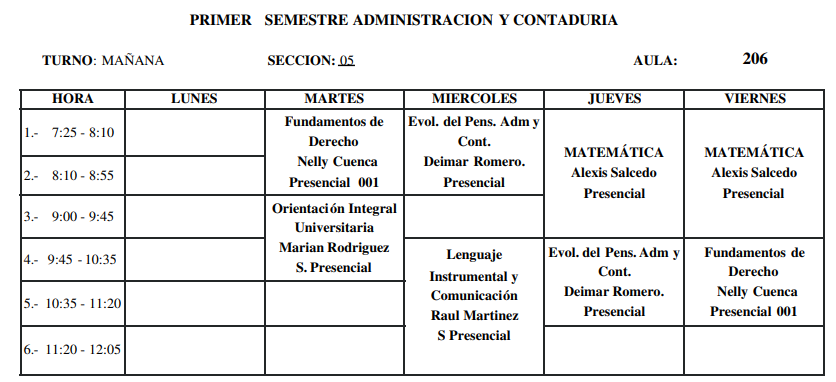 PRIMER SEMESTRE ADMINISTRACION Y CONTADURIA
TURNO: MAÑANA SECCION: 05 AULA: 206
HORA LUNES MARTES MIERCOLES JUEVES VIERNES
1.- 7:25 - 8:10
2.- 8:10 - 8:55
3.- 9:00 - 9:45
4.- 9:45 - 10:35
5.- 10:35 - 11:20
6.- 11:20 - 12:05
Fundamentos de
Derecho
Nelly Cuenca
Presencial 001
Orientación Integral
Universitaria
Marian Rodriguez
S. Presencial
Evol. del Pens. Adm y
Cont.
Deimar Romero.
Presencial
Lenguaje
Instrumental y
Comunicación
Raul Martinez
S Presencial
MATEMÁTICA
Alexis Salcedo
Presencial
Evol. del Pens. Adm y
Cont.
Deimar Romero.
Presencial
MATEMÁTICA
Alexis Salcedo
Presencial
Fundamentos de
Derecho
Nelly Cuenca
Presencial 001